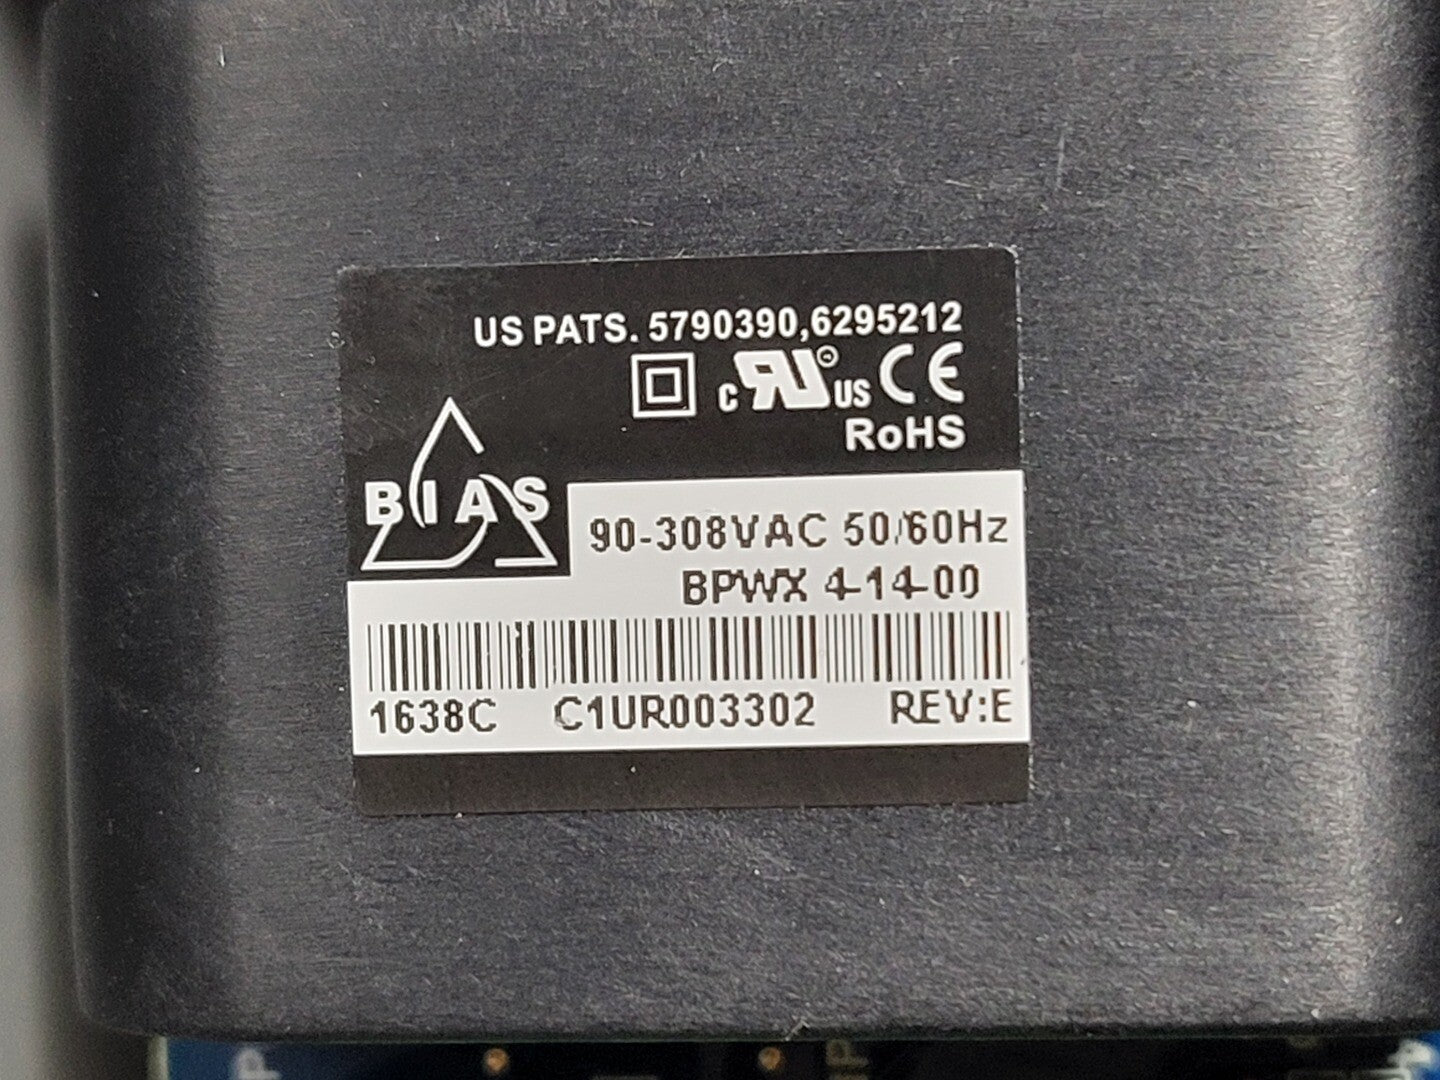 US PATS. 5790390,6295212
c RU US CE
RoHS
BIAS
90-308VAC 50/60Hz
BPWX 4-14-00
1638C C1UR003302 REV:E
P